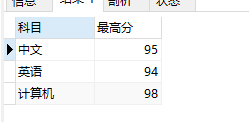 信息 结果 1 剖析 状态
科目 最高分
中文 95
英语 94
计算机 98